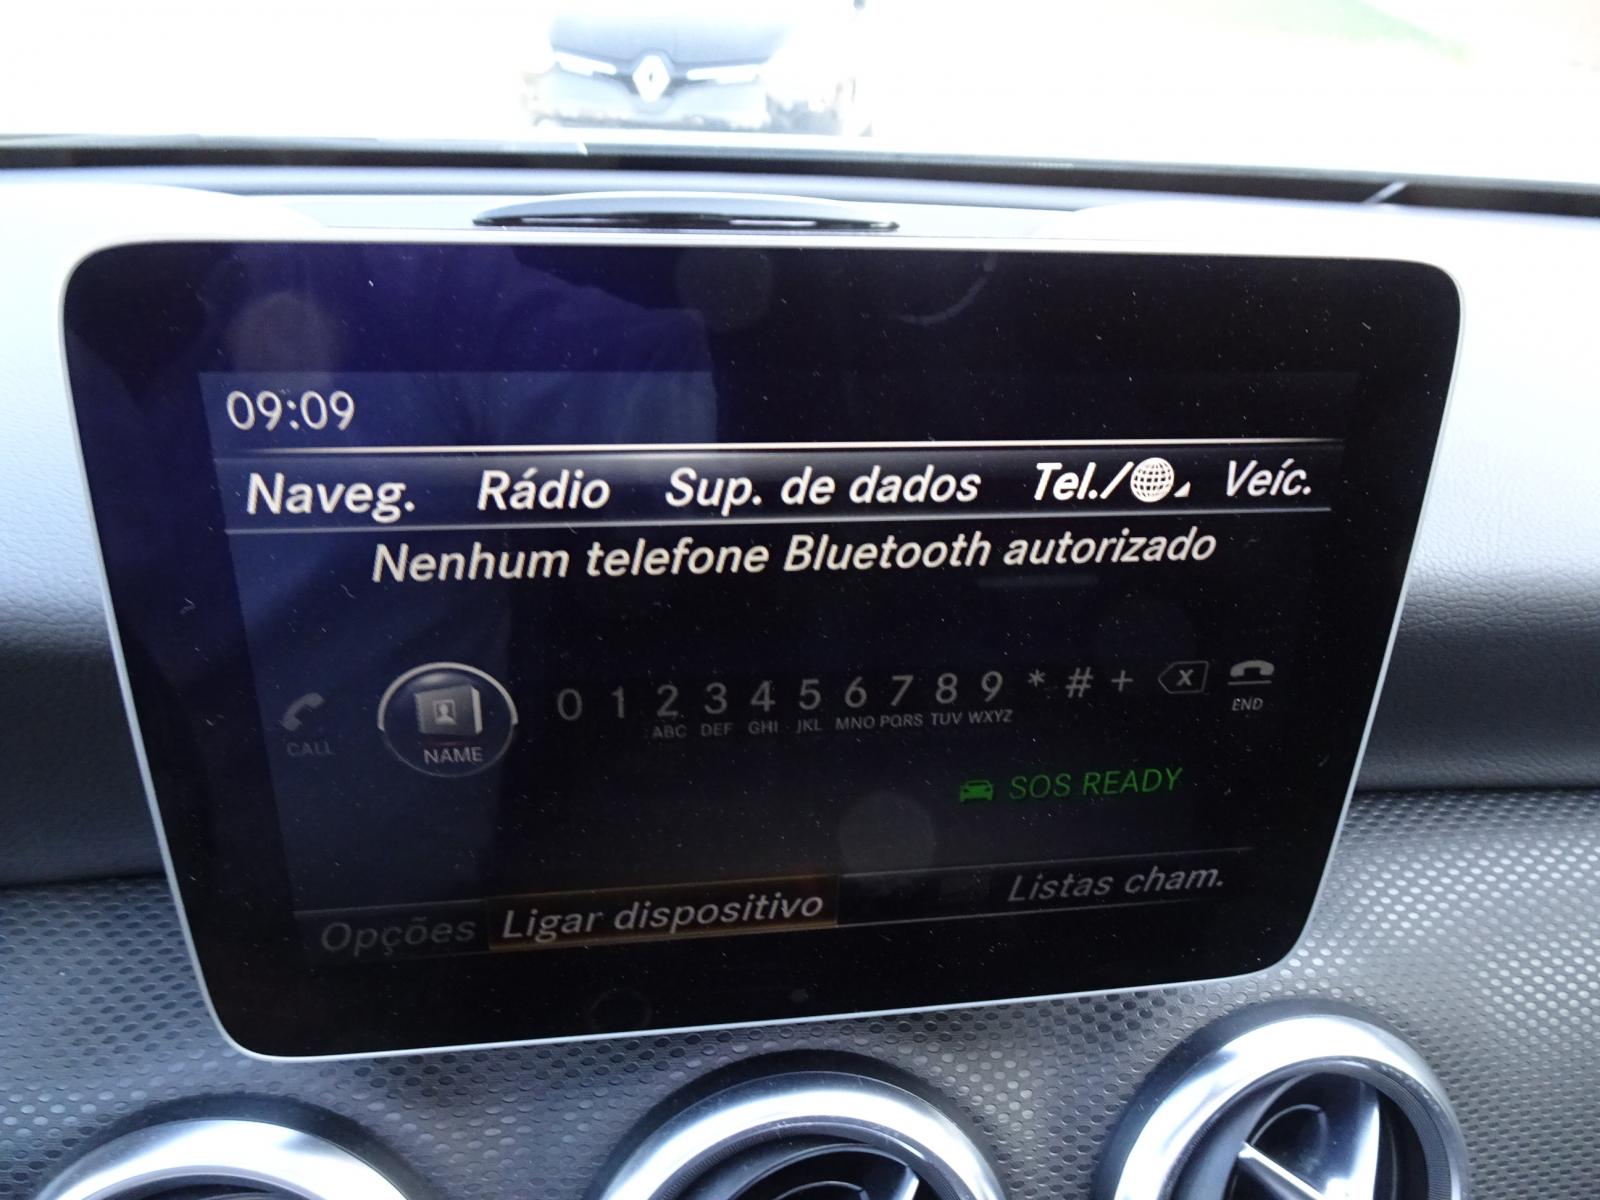 09:09
Naveg. Rádio Sup. de dados Tel./ Veíc.
Nenhum telefone Bluetooth autorizado
0 1 2 3 4 5 6 7 8 9 * # + X
ABC DEF GHI JKL MNO PQRS TUV WXYZ
CALL NAME END
SOS READY
Opções Ligar dispositivo Listas cham.